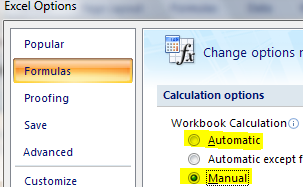 Excel Options
Popular
Formulas
Proofing
Save
Advanced
Customize
Change options
Calculation options
Workbook Calculation
Automatic
Automatic except
Manual